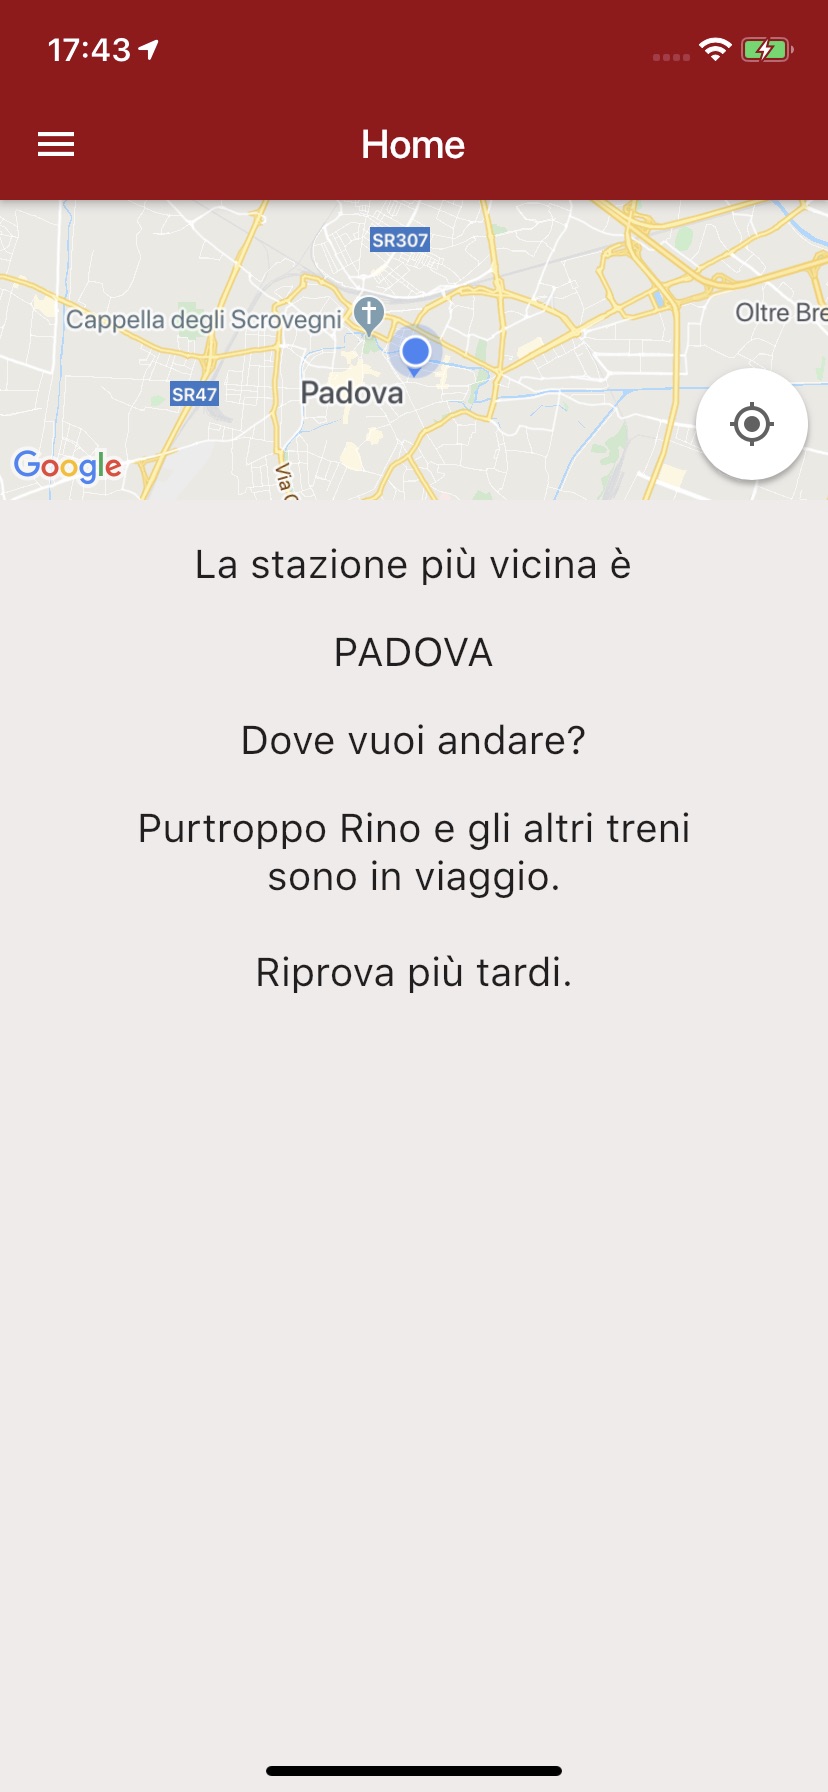 17:43
Home
SR307
Cappella degli Scrovegni
Oltre Bre
Padova
SR47
Google
Via C
La stazione più vicina è
PADOVA
Dove vuoi andare?
Purtroppo Rino e gli altri treni
sono in viaggio.
Riprova più tardi.